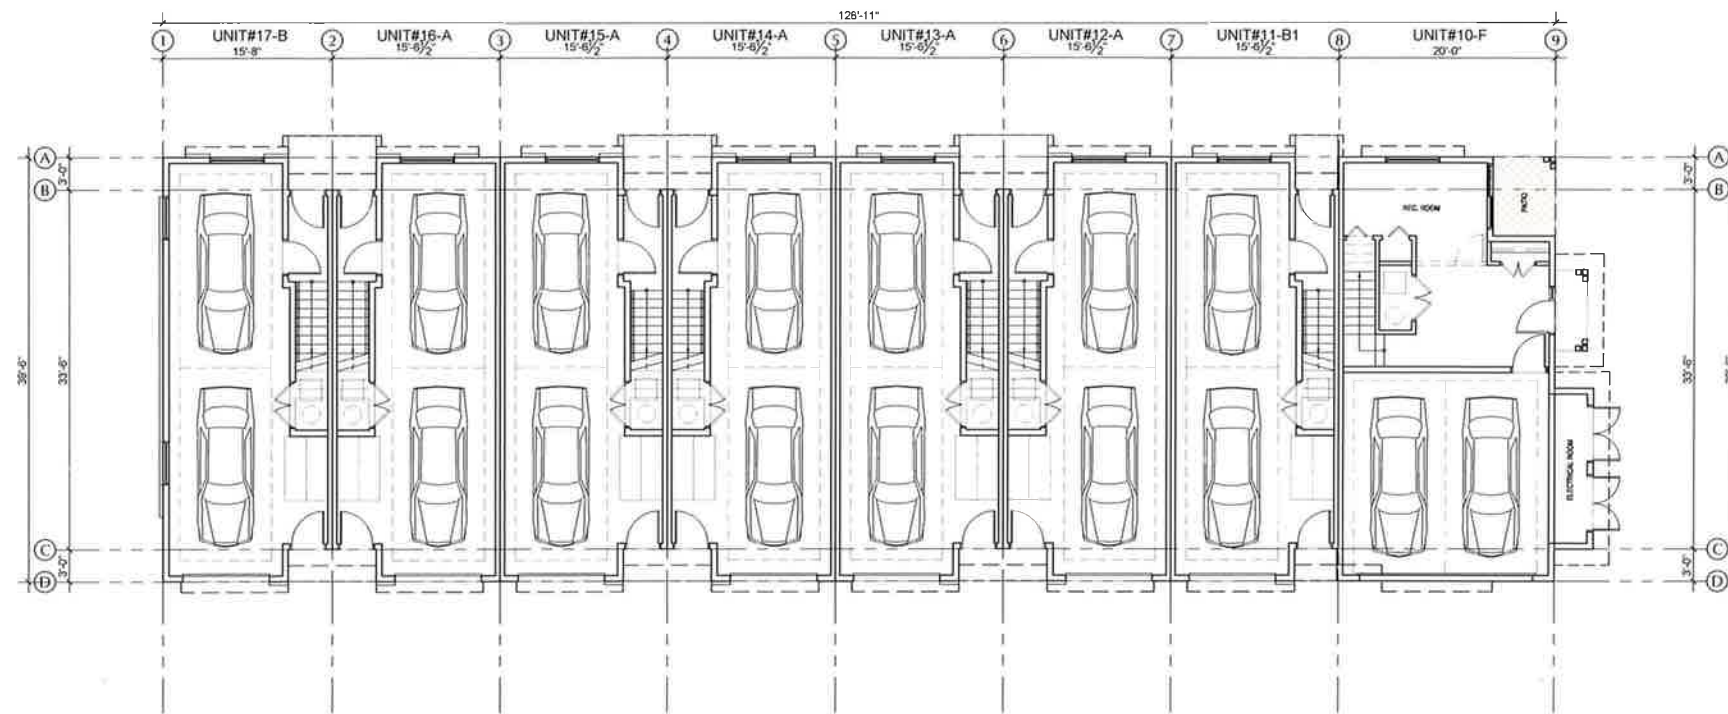 128'-11"
1 UNIT#17-B 2 UNIT#16-A 3 UNIT#15-A 4 UNIT#14-A 5 UNIT#13-A 6 UNIT#12-A 7 UNIT#11-B1 8 UNIT#10-F 9
15'-8" 15'-6½" 15'-6½" 15'-6½" 15'-6½" 15'-6½" 15'-6½" 20'-0"
A A
3'-0" 3'-0"
B B
REC. ROOM
PATIO
39'-6" 33'-6" 33'-6"
ELECTRICAL ROOM
C C
3'-0" 3'-0"
D D